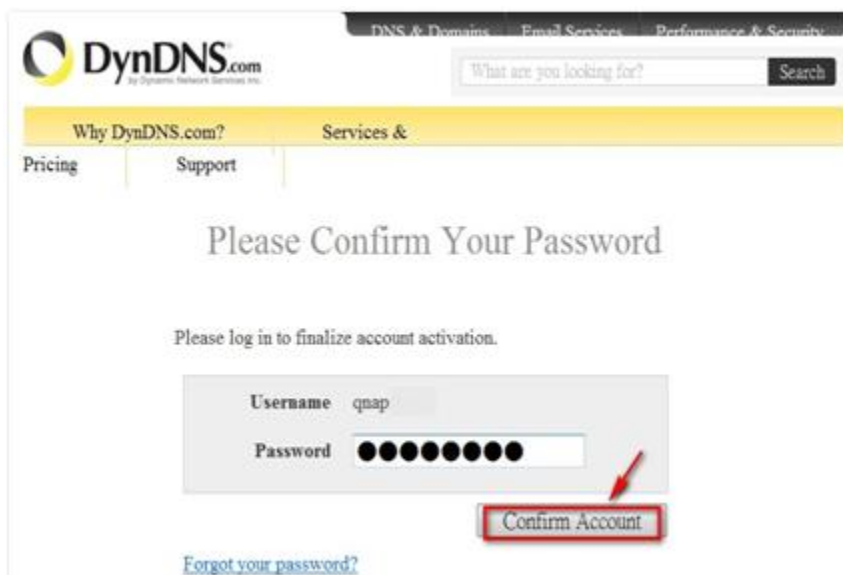 DNS & Domains Email Services Performance & Security
DynDNS.com
by Dynamic Network Services Inc.
What are you looking for? Search
Why DynDNS.com? Services &
Pricing Support
Please Confirm Your Password
Please log in to finalize account activation.
Username qnap
Password ●●●●●●●●
Confirm Account
Forgot your password?